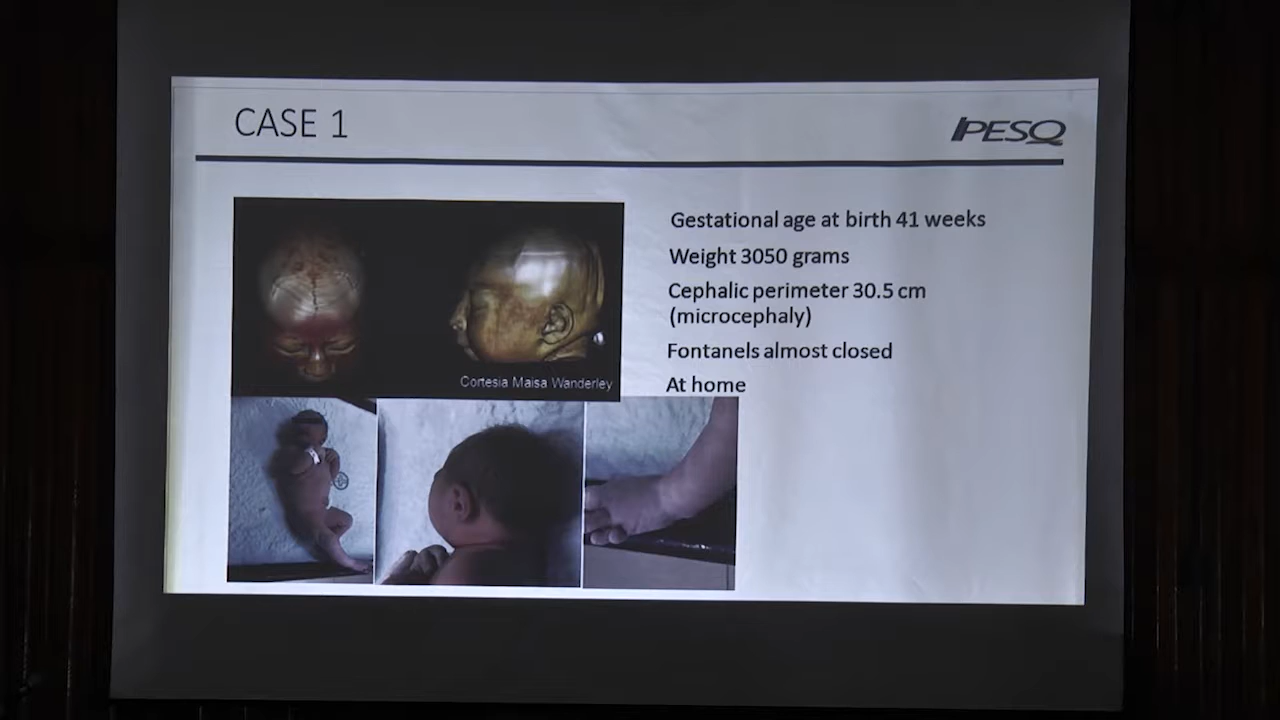 CASE 1
IPESQ
Gestational age at birth 41 weeks
Weight 3050 grams
Cephalic perimeter 30.5 cm
(microcephaly)
Fontanels almost closed
At home
Cortesia Maisa Wanderley